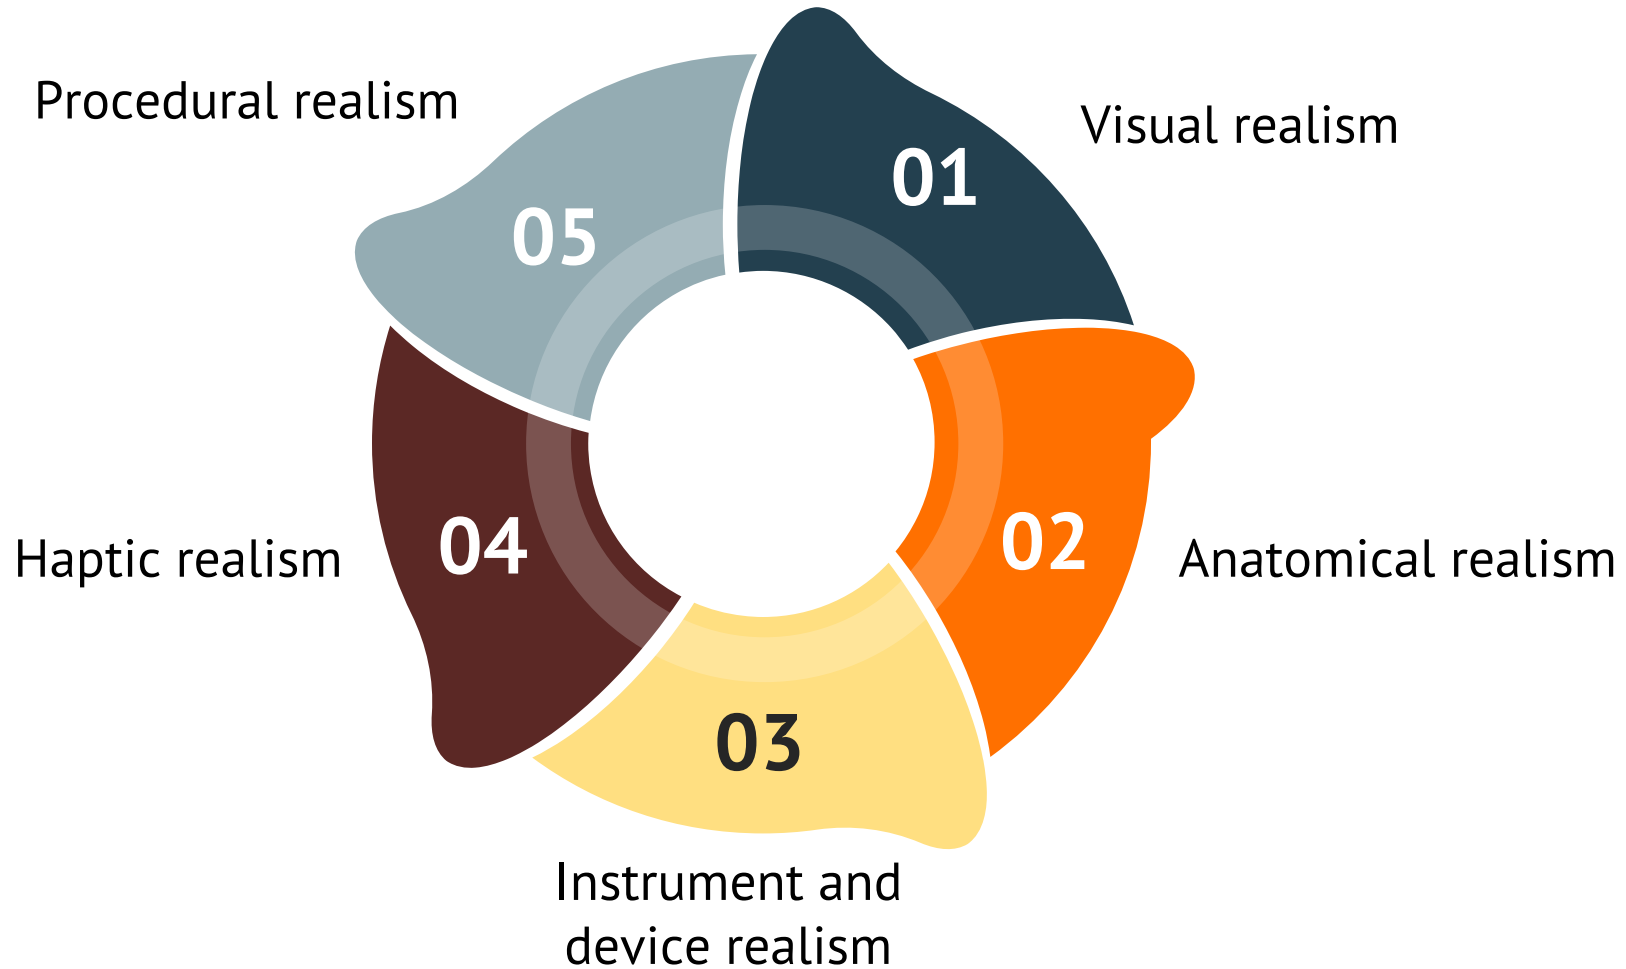 01
Visual realism
02
Anatomical realism
03
Instrument and
device realism
04
Haptic realism
05
Procedural realism